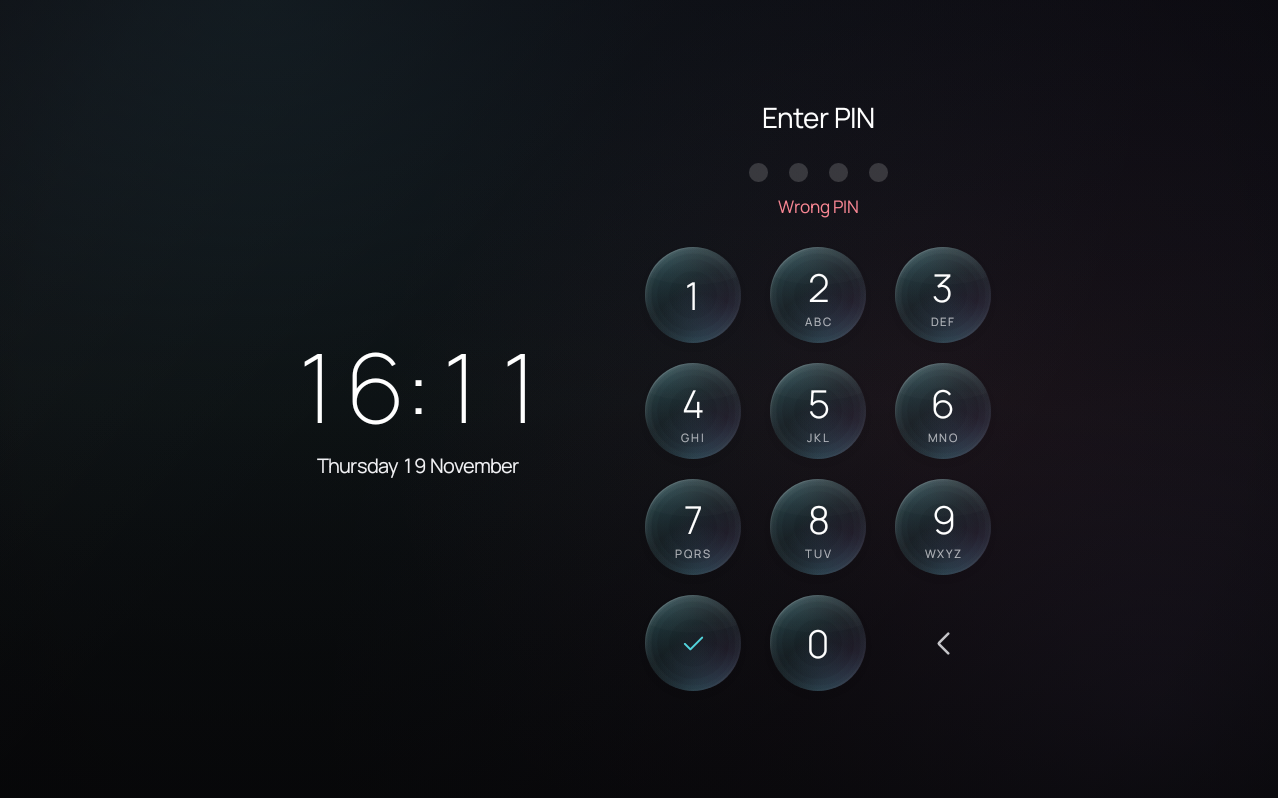 16:11
Thursday 19 November
Enter PIN
Wrong PIN
1 2 3
ABC DEF
4 5 6
GHI JKL MNO
7 8 9
PQRS TUV WXYZ
0